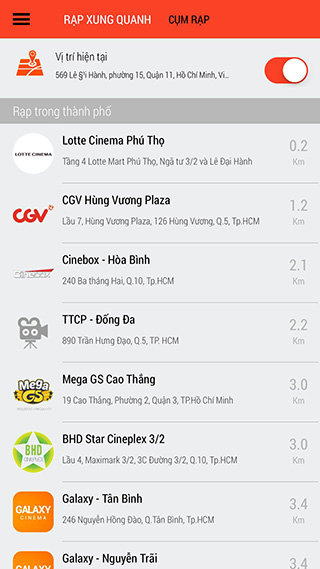 RẠP XUNG QUANH CỤM RẠP
Vị trí hiện tại
569 Lê §¹i Hành, phường 15, Quận 11, Hồ Chí Minh, Vi...
Rạp trong thành phố
Lotte Cinema Phú Thọ
0.2
LOTTE CINEMA
Tầng 4 Lotte Mart Phú Thọ, Ngã tư 3/2 và Lê Đại Hành
Km
CGV Hùng Vương Plaza
1.2
CGV
Lầu 7, Hùng Vương Plaza, 126 Hùng Vương, Q.5, Tp.HCM
Km
Cinebox - Hòa Bình
2.1
240 Ba tháng Hai, Q.10, Tp.HCM
Km
TTCP - Đống Đa
2.2
890 Trần Hưng Đạo, Q.5, TP. HCM
Km
Mega GS Cao Thắng
3.0
Mega
GS
19 Cao Thắng, Phường 2, Quận 3, TP.Hồ Chí Minh
Km
BHD Star Cineplex 3/2
3.0
BHD
Lầu 4, Maximark 3/2, 3C Đường 3/2, Q.10, Tp.HCM
Km
Galaxy - Tân Bình
3.4
GALAXY
CINEMA
246 Nguyễn Hồng Đào, Q.Tân Bình, Tp.HCM
Km
Galaxy - Nguyễn Trãi
3.4
GALAXY